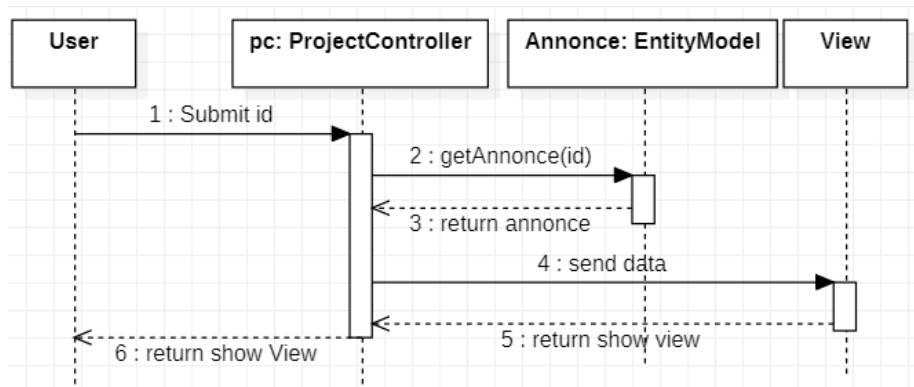 User
pc: ProjectController
Annonce: EntityModel
View
1 : Submit id
2 : getAnnonce(id)
3 : return annonce
4 : send data
5 : return show view
6 : return show View